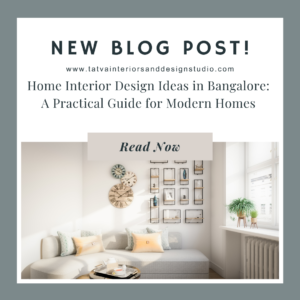 NEW BLOG POST!
www.tatvainteriorsanddesignstudio.com
Home Interior Design Ideas in Bangalore:
A Practical Guide for Modern Homes
Read Now